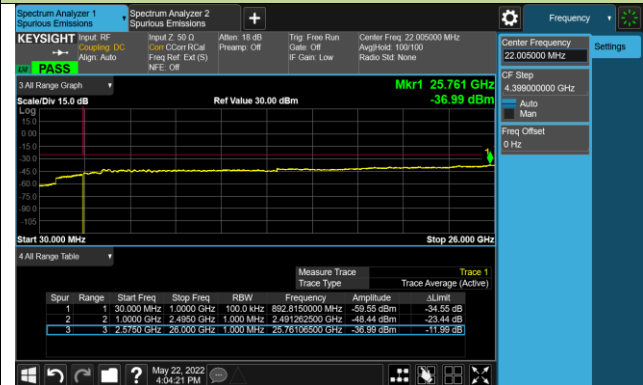 Spectrum Analyzer 1
Spurious Emissions
Spectrum Analyzer 2
Spurious Emissions
Frequency
KEYSIGHT
Input: RF
Coupling: DC
Align: Auto
Input Z: 50 Ω
Corr CCorr RCal
Freq Ref: Ext (S)
NFE: Off
Atten: 18 dB
Preamp: Off
Trig: Free Run
Gate: Off
IF Gain: Low
Center Freq: 22.005000 MHz
Avg|Hold: 100/100
Radio Std: None
PASS
Center Frequency
22.005000 MHz
Settings
CF Step
4.399000000 GHz
Auto
Man
Freq Offset
0 Hz
3 All Range Graph
Mkr1 25.761 GHz
Scale/Div 15.0 dB
Ref Value 30.00 dBm
-36.99 dBm
Log
15.0
0.00
-15.0
-30.0
-45.0
-60.0
-75.0
-90.0
-105
1
Start 30.000 MHz
Stop 26.000 GHz
4 All Range Table
Measure Trace Trace 1
Trace Type Trace Average (Active)
Spur Range Start Freq Stop Freq RBW Frequency Amplitude ΔLimit
1 1 30.000 MHz 1.0000 GHz 100.0 kHz 892.8150000 MHz -59.55 dBm -34.55 dB
2 2 1.0000 GHz 2.4950 GHz 1.000 MHz 2.491262500 GHz -48.44 dBm -23.44 dB
3 3 2.5750 GHz 26.000 GHz 1.000 MHz 25.76106500 GHz -36.99 dBm -11.99 dB
May 22, 2022
4:04:21 PM